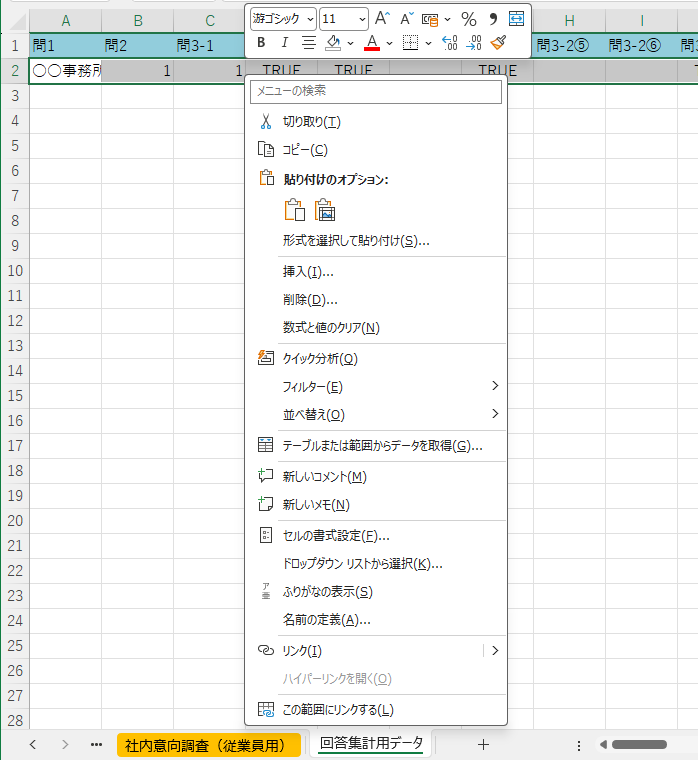 游ゴシック 11 A A % ,
B I A
A B C H I
1 問1 問2 問3-1 問3-2⑤ 問3-2⑥
2 〇〇事務所 1 1 TRUE TRUE TRUE
3
メニューの検索
4
切り取り(T)
5
コピー(C)
6
貼り付けのオプション:
7
8
9
形式を選択して貼り付け(S)...
10
挿入(I)...
11
削除(D)...
12
数式と値のクリア(N)
13
クイック分析(Q)
14
フィルター(E)
15
並べ替え(O)
16
17
テーブルまたは範囲からデータを取得(G)...
18
新しいコメント(M)
19
新しいメモ(N)
20
セルの書式設定(F)...
21
ドロップダウン リストから選択(K)...
22
ふりがなの表示(S)
23
名前の定義(A)...
24
25
リンク(I)
26
ハイパーリンクを開く(O)
27
この範囲にリンクする(L)
28
社内意向調査（従業員用） 回答集計用データ